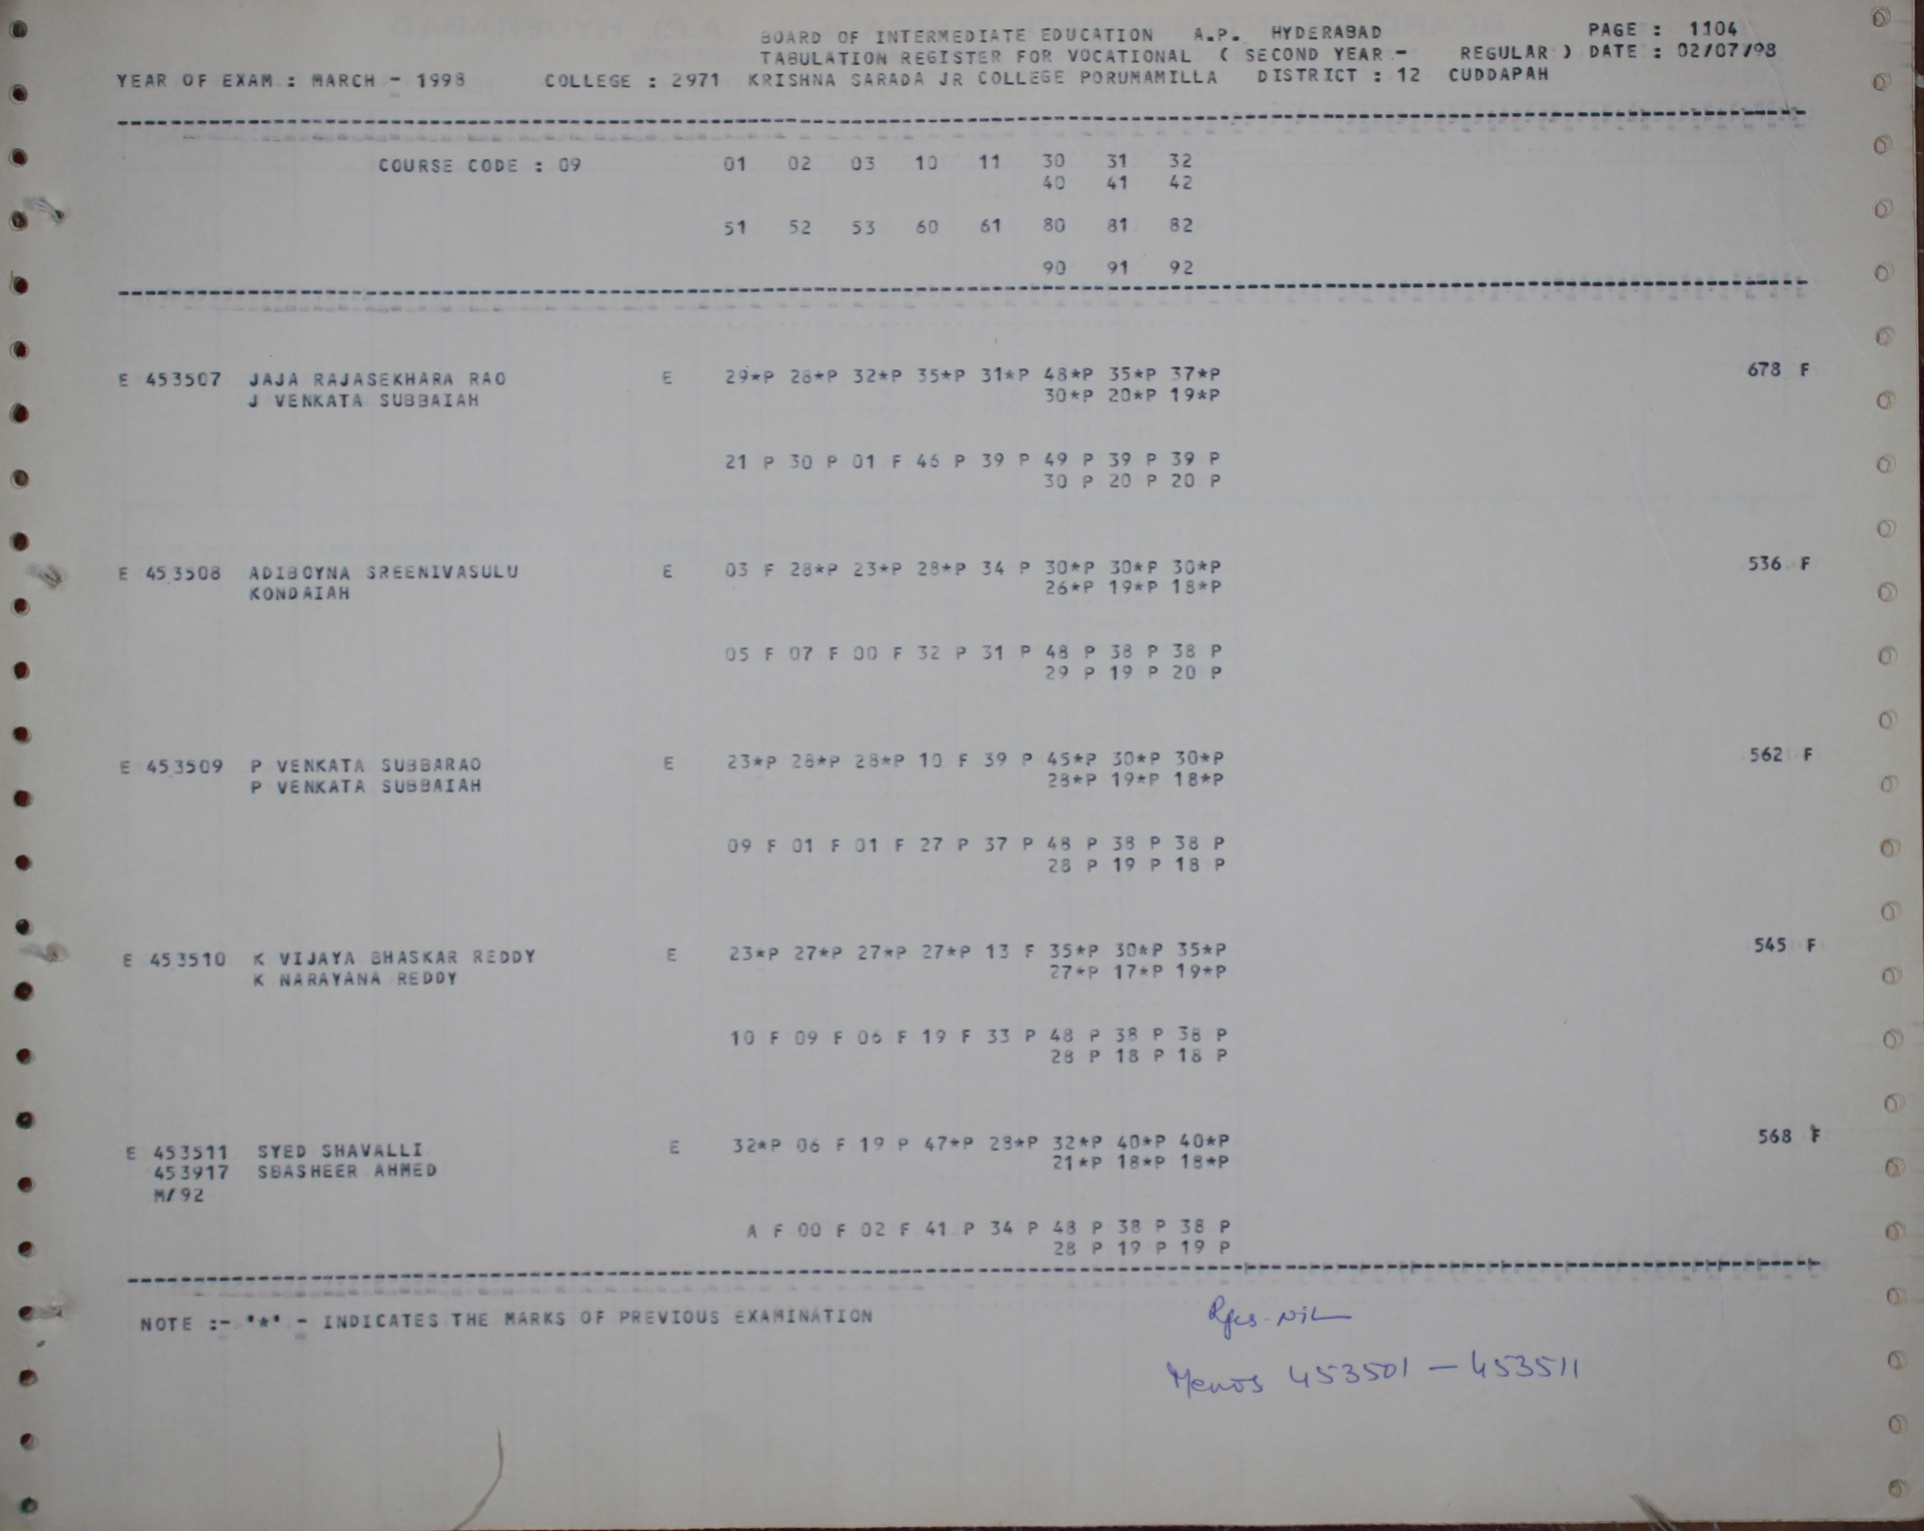 BOARD OF INTERMEDIATE EDUCATION A.P. HYDERABAD PAGE : 1104
TABULATION REGISTER FOR VOCATIONAL ( SECOND YEAR - REGULAR ) DATE : 02/07/98
YEAR OF EXAM : MARCH - 1998 COLLEGE : 2971 KRISHNA SARADA JR COLLEGE PORUMAMILLA DISTRICT : 12 CUDDAPAH
COURSE CODE : 09 01 02 03 10 11 30 31 32
40 41 42
51 52 53 60 61 80 81 82
90 91 92
E 453507 JAJA RAJASEKHARA RAO E 29*P 28*P 32*P 35*P 31*P 48*P 35*P 37*P 678 F
J VENKATA SUBBAIAH 30*P 20*P 19*P
21 P 30 P 01 F 46 P 39 P 49 P 39 P 39 P
30 P 20 P 20 P
E 453508 ADIBOYNA SREENIVASULU E 03 F 28*P 23*P 28*P 34 P 30*P 30*P 30*P 536 F
KONDAIAH 26*P 19*P 18*P
05 F 07 F 00 F 32 P 31 P 48 P 38 P 38 P
29 P 19 P 20 P
E 453509 P VENKATA SUBBARAO E 23*P 28*P 28*P 10 F 39 P 45*P 30*P 30*P 562 F
P VENKATA SUBBAIAH 28*P 19*P 18*P
09 F 01 F 01 F 27 P 37 P 48 P 38 P 38 P
28 P 19 P 18 P
E 453510 K VIJAYA BHASKAR REDDY E 23*P 27*P 27*P 27*P 13 F 35*P 30*P 35*P 545 F
K NARAYANA REDDY 27*P 17*P 19*P
10 F 09 F 06 F 19 F 33 P 48 P 38 P 38 P
28 P 18 P 18 P
E 453511 SYED SHAVALLI E 32*P 06 F 19 P 47*P 28*P 32*P 40*P 40*P 568 F
453917 SBASHEER AHMED 21*P 18*P 18*P
M/92
A F 00 F 02 F 41 P 34 P 48 P 38 P 38 P
28 P 19 P 19 P
NOTE :- '*' - INDICATES THE MARKS OF PREVIOUS EXAMINATION
NIL
Memos 453501 - 453511